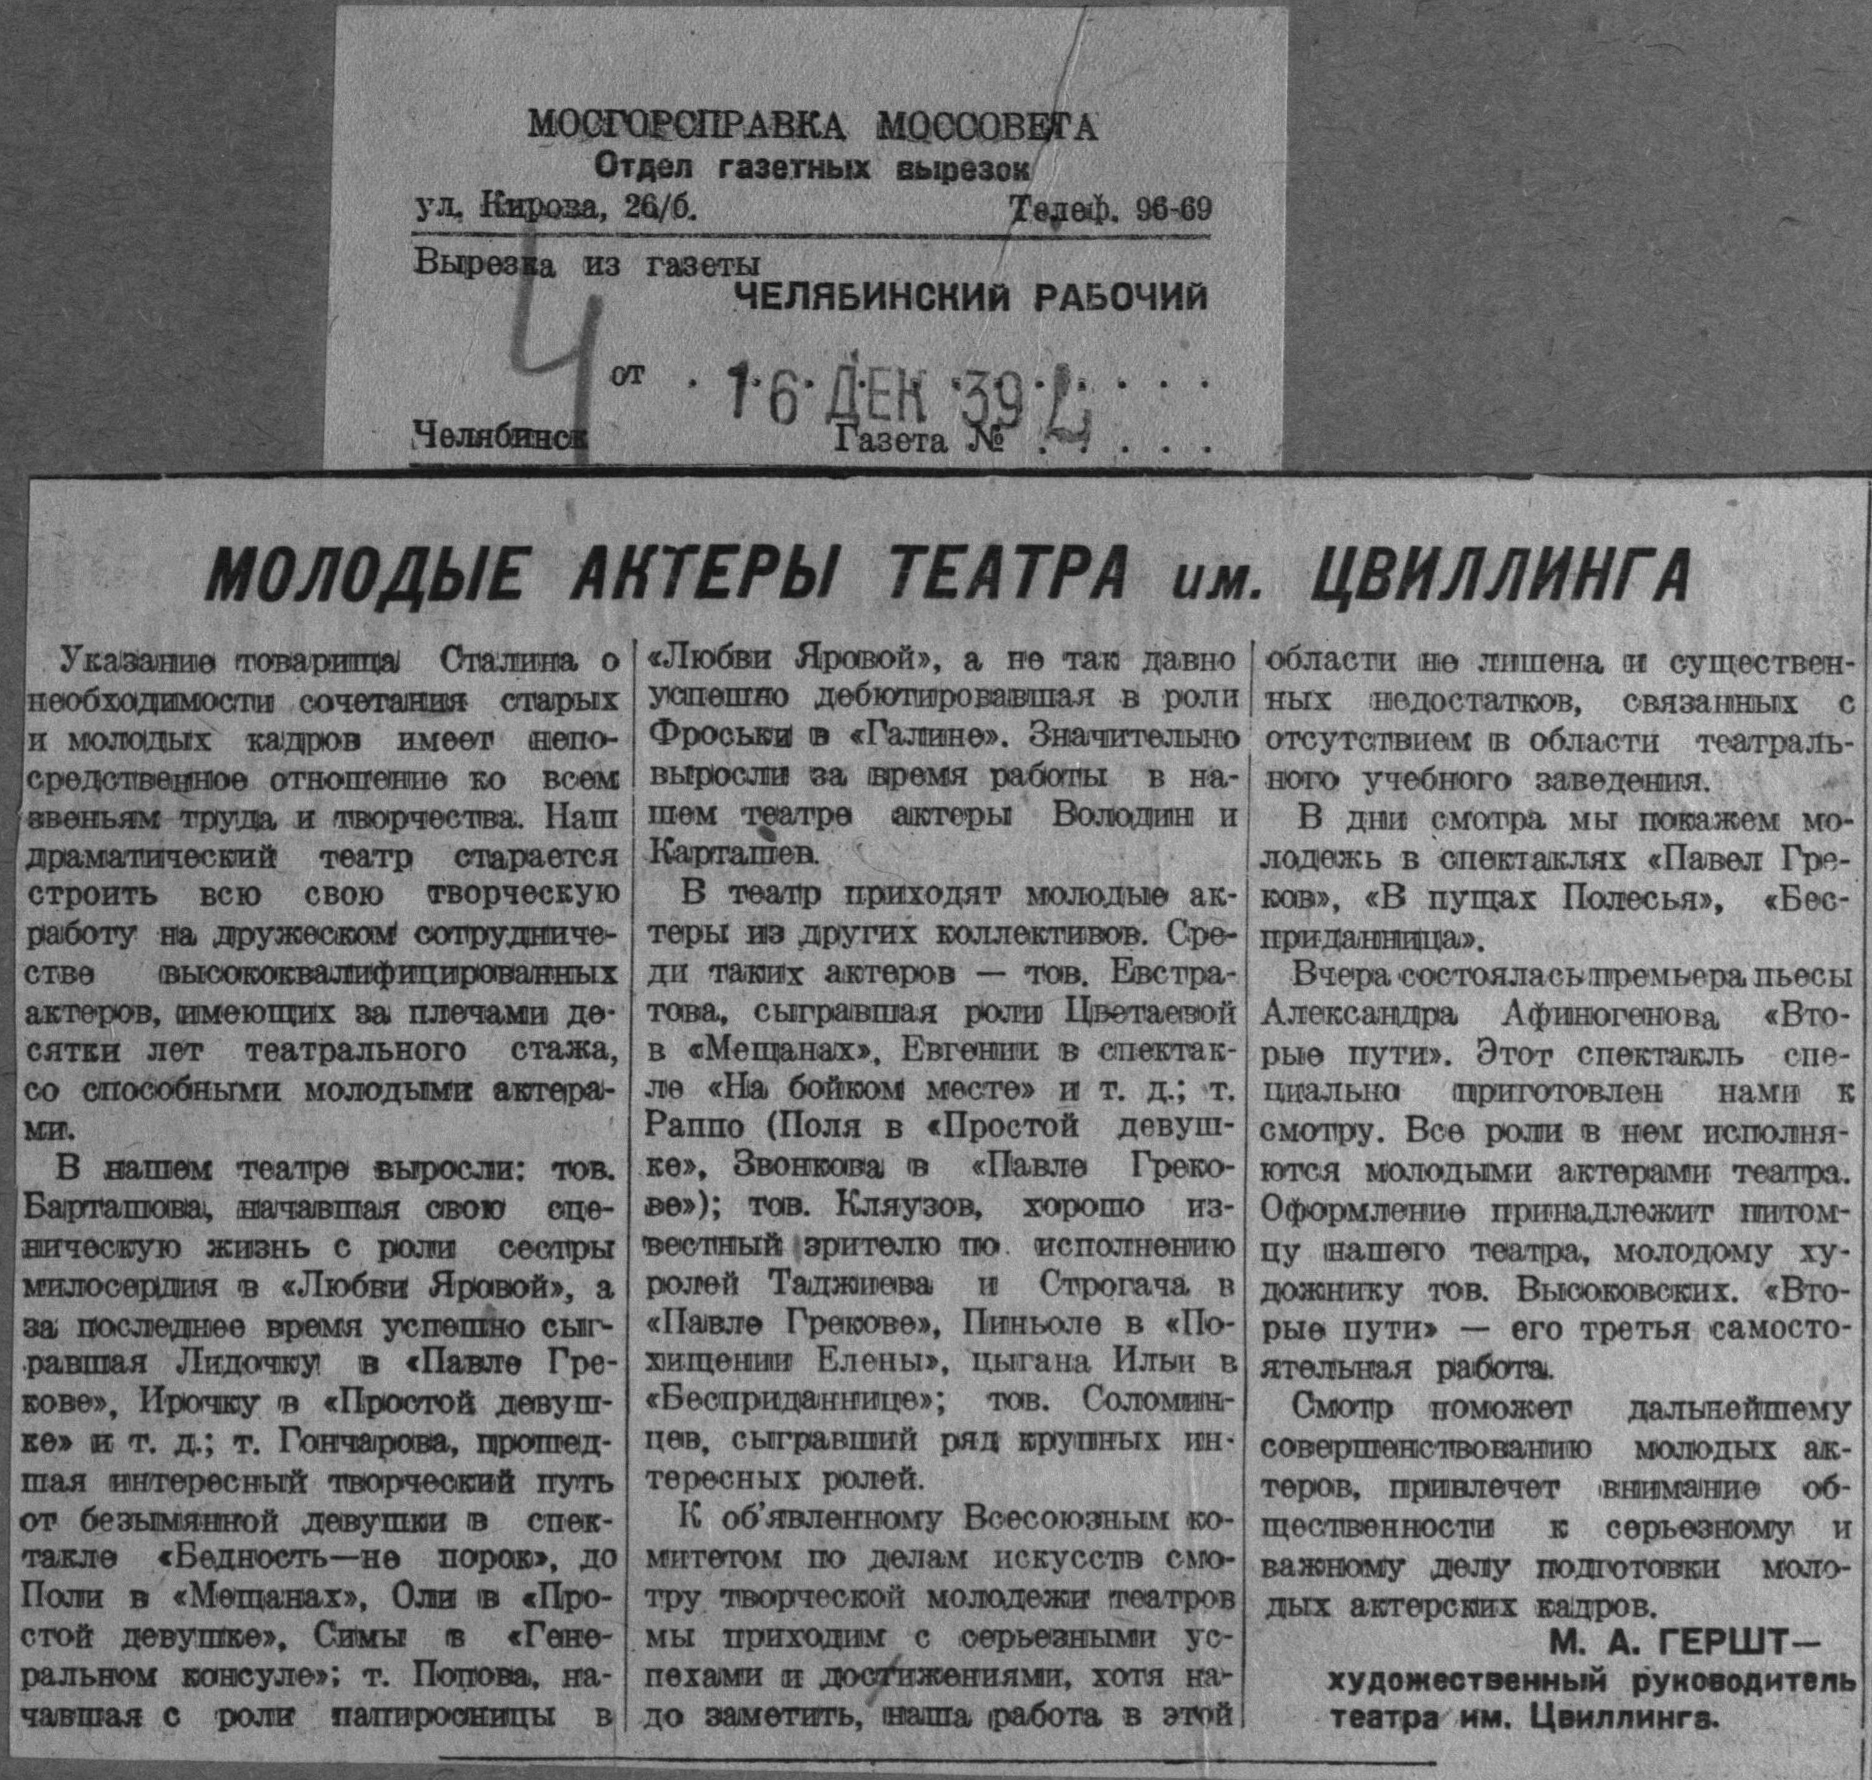 МОСГОРСПРАВКА МОССОВЕТА
Отдел газетных вырезок
ул. Кирова, 26/б. Телеф. 96-69
Вырезка из газеты
ЧЕЛЯБИНСКИЙ РАБОЧИЙ
4
от . 16 ДЕК 39
Челябинск Газета № . . . . .
МОЛОДЫЕ АКТЕРЫ ТЕАТРА им. ЦВИЛЛИНГА
Указание товарища Сталина о
необходимости сочетания старых
и молодых кадров имеет непо-
средственное отношение ко всем
звеньям труда и творчества. Наш
драматический театр старается
строить всю свою творческую
работу на дружеском сотрудниче-
стве высококвалифицированных
актеров, имеющих за плечами де-
сятки лет театрального стажа,
со способными молодыми актера-
ми.
В нашем театре выросли: тов.
Барташова, начавшая свою сце-
ническую жизнь с роли сестры
милосердия в «Любви Яровой», а
за последнее время успешно сыг-
равшая Лидочку в «Павле Гре-
кове», Ирочку в «Простой девуш-
ке» и т. д.; т. Гончарова, прошед-
шая интересный творческий путь
от безымянной девушки в спек-
такле «Бедность—не порок», до
Поли в «Мещанах», Оли в «Про-
стой девушке», Симы в «Гене-
ральном консуле»; т. Попова, на-
чавшая с роли папиросницы в
«Любви Яровой», а не так давно
успешно дебютировавшая в роли
Фроськи в «Галине». Значительно
выросли за время работы в на-
шем театре актеры Володин и
Карташев.
В театр приходят молодые ак-
теры из других коллективов. Сре-
ди таких актеров — тов. Евстра-
това, сыгравшая роли Цветаевой
в «Мещанах», Евгении в спектак-
ле «На бойком месте» и т. д.; т.
Раппо (Поля в «Простой девуш-
ке», Звонкова в «Павле Греко-
ве»); тов. Кляузов, хорошо из-
вестный зрителю по исполнению
ролей Таджиева и Строгача в
«Павле Грекове», Пиньоле в «По-
хищении Елены», цыгана Ильи в
«Бесприданнице»; тов. Соломин-
цев, сыгравший ряд крупных ин-
тересных ролей.
К об'явленному Всесоюзным ко-
митетом по делам искусств смо-
тру творческой молодежи театров
мы приходим с серьезными ус-
пехами и достижениями, хотя на-
до заметить, наша работа в этой
области не лишена и существен-
ных недостатков, связанных с
отсутствием в области театраль-
ного учебного заведения.
В дни смотра мы покажем мо-
лодежь в спектаклях «Павел Гре-
ков», «В пущах Полесья», «Бес-
приданница».
Вчера состоялась премьера пьесы
Александра Афиногенова «Вто-
рые пути». Этот спектакль спе-
циально приготовлен нами к
смотру. Все роли в нем исполня-
ются молодыми актерами театра.
Оформление принадлежит питом-
цу нашего театра, молодому ху-
дожнику тов. Высоковских. «Вто-
рые пути» — его третья самосто-
ятельная работа.
Смотр поможет дальнейшему
совершенствованию молодых ак-
теров, привлечет внимание об-
щественности к серьезному и
важному делу подготовки моло-
дых актерских кадров.
М. А. ГЕРШТ—
художественный руководитель
театра им. Цвиллинга.